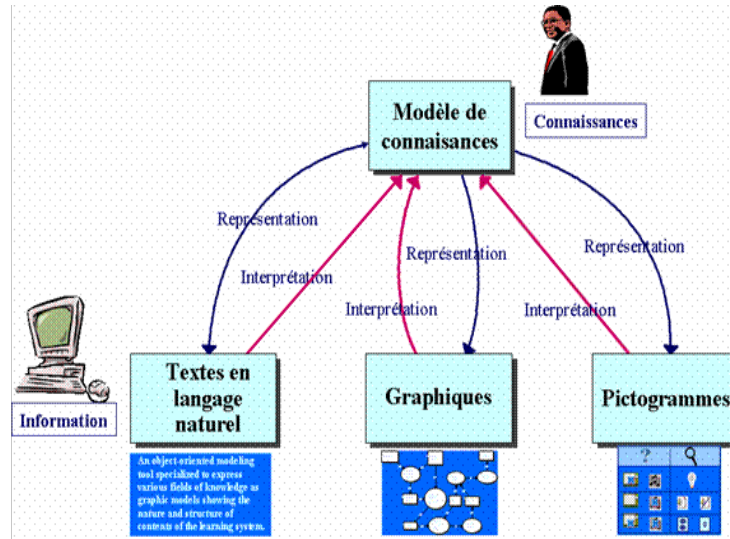 Modèle de
connaisances
Connaissances
Représentation
Représentation
Représentation
Interprétation
Interprétation
Interprétation
Information
Textes en
langage
naturel
Graphiques
Pictogrammes
An object-oriented modeling
tool specialized to express
various fields of knowledge as
graphic models showing the
nature and structure of
contents of the learning system.
?